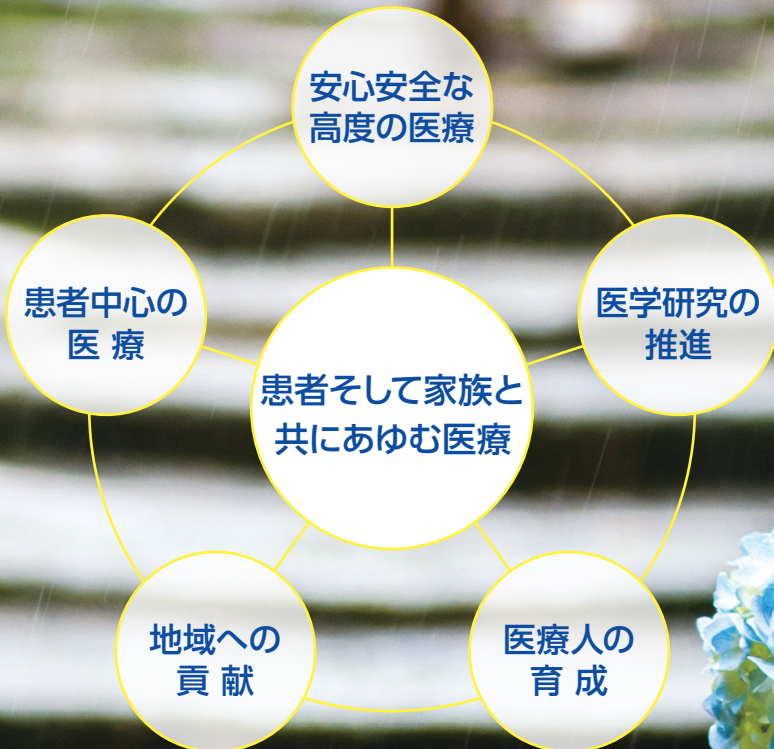 安心安全な
高度の医療
患者中心の
医 療
医学研究の
推進
患者そして家族と
共にあゆむ医療
地域への
貢 献
医療人の
育 成